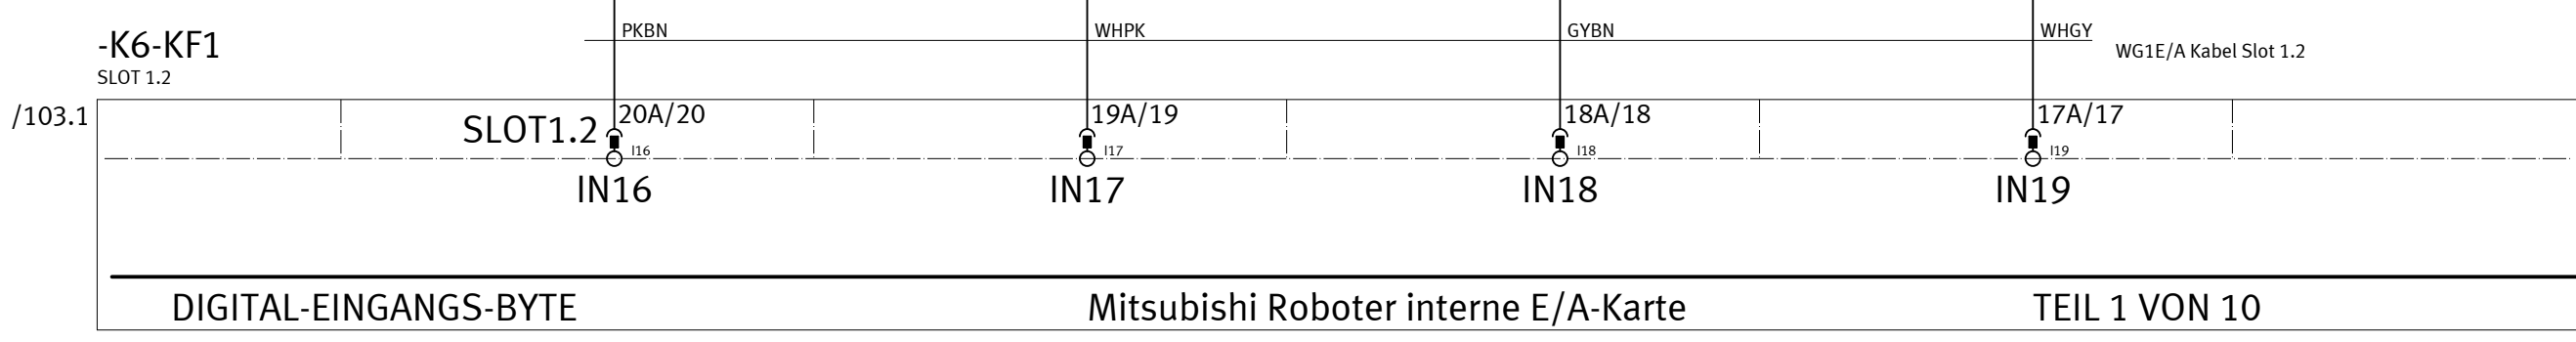 PKBN WHPK GYBN WHGY
-K6-KF1
WG1E/A Kabel Slot 1.2
SLOT 1.2
/103.1
20A/20 19A/19 18A/18 17A/17
SLOT1.2
I16 I17 I18 I19
IN16 IN17 IN18 IN19
DIGITAL-EINGANGS-BYTE Mitsubishi Roboter interne E/A-Karte TEIL 1 VON 10